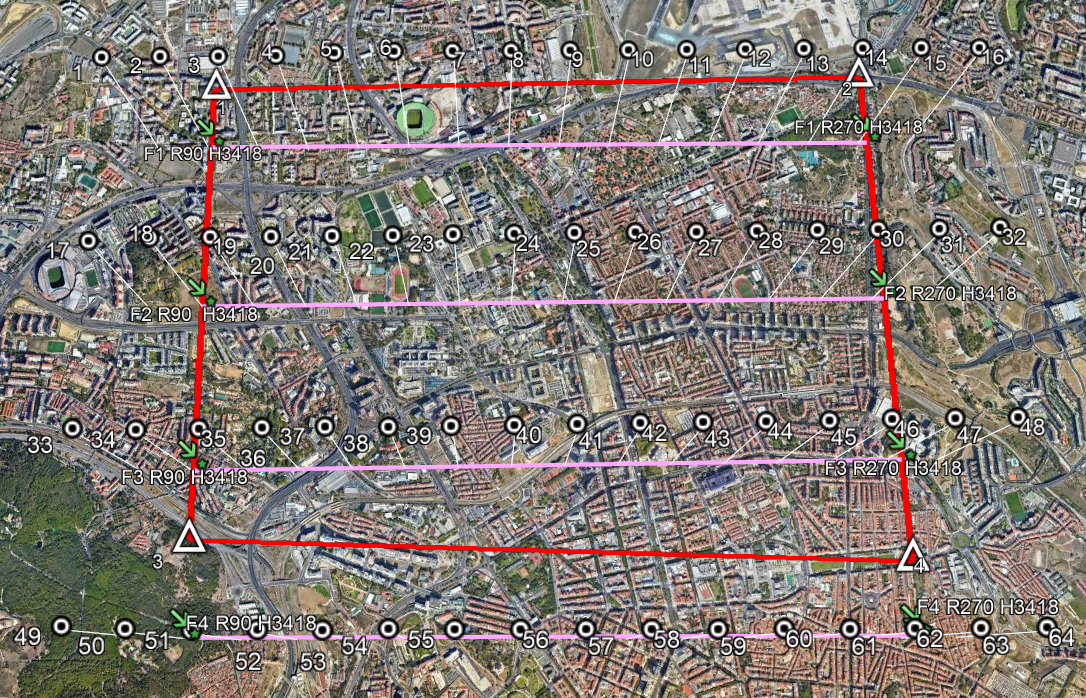 1 2 3 4 5 6 7 8 9 10 11 12 13 14 15 16
2
F1 R90 H3418 F1 R270 H3418
17 18 19 20 21 22 23 24 25 26 27 28 29 30 31 32
F2 R90 H3418 F2 R270 H3418
33 34 35 36 37 38 39 40 41 42 43 44 45 46 47 48
F3 R90 H3418 F3 R270 H3418
3 4
F4 R90 H3418 F4 R270 H3418
49 50 51 52 53 54 55 56 57 58 59 60 61 62 63 64